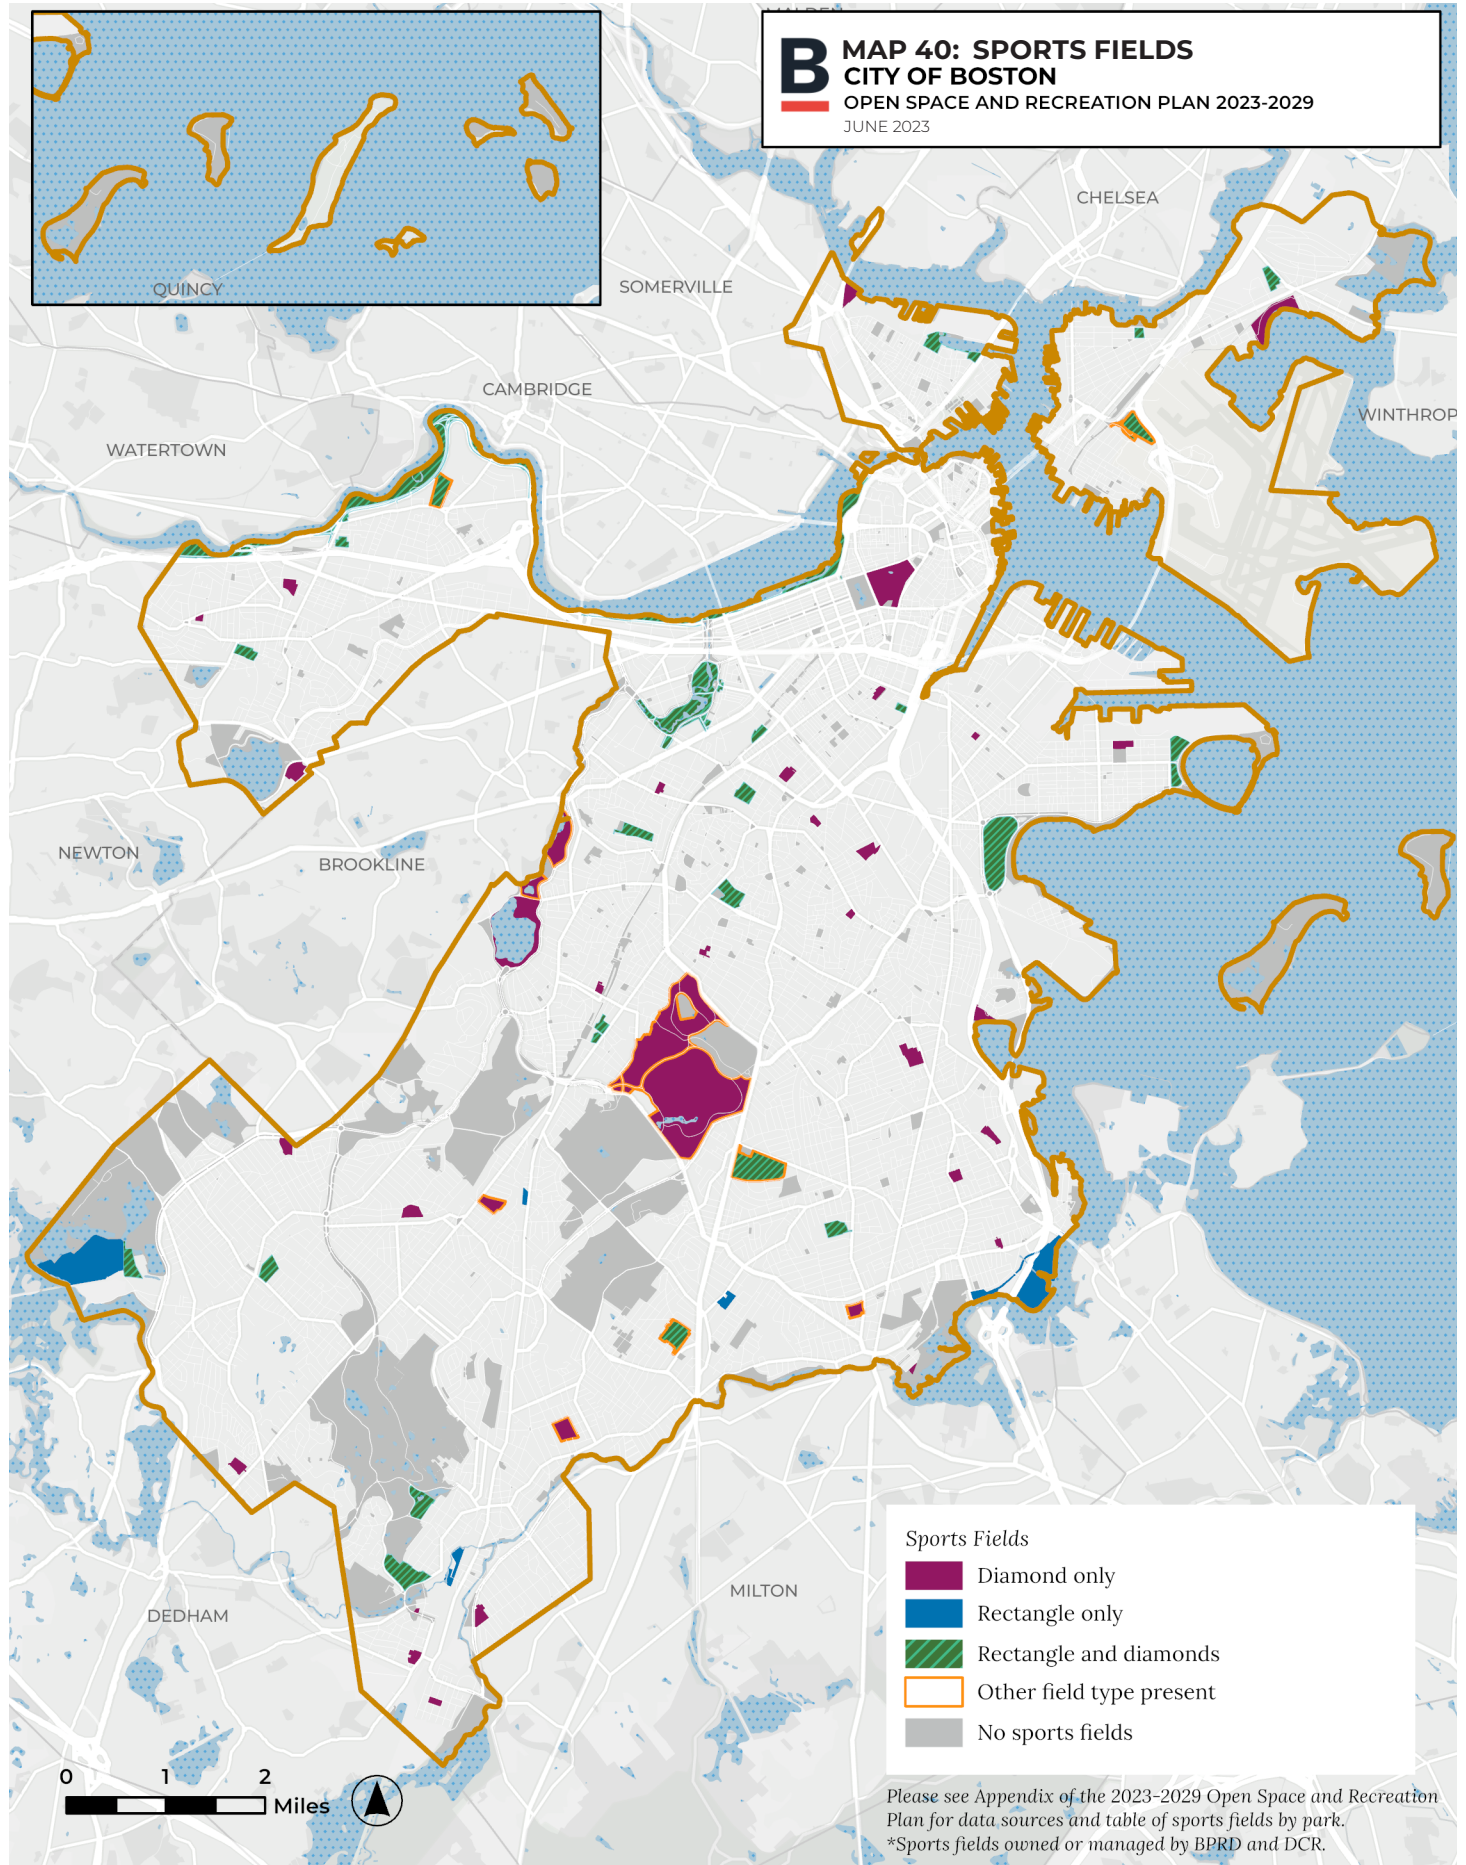 MAP 40: SPORTS FIELDS
B
CITY OF BOSTON
OPEN SPACE AND RECREATION PLAN 2023-2029
JUNE 2023
CHELSEA
QUINCY
SOMERVILLE
CAMBRIDGE
WINTHROP
WATERTOWN
NEWTON
BROOKLINE
MILTON
DEDHAM
Sports Fields
Diamond only
Rectangle only
Rectangle and diamonds
Other field type present
No sports fields
0 1 2
Miles
Please see Appendix of the 2023-2029 Open Space and Recreation
Plan for data sources and table of sports fields by park.
*Sports fields owned or managed by BPRD and DCR.